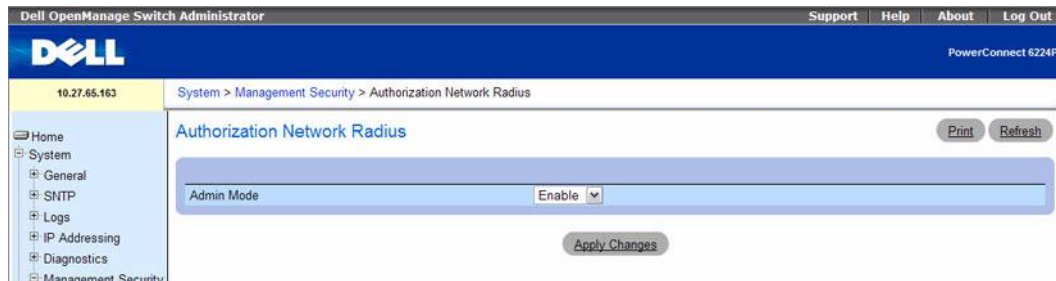 Dell OpenManage Switch Administrator
Support Help About Log Out
DELL
PowerConnect 6224P
10.27.65.163
System > Management Security > Authorization Network Radius
Home
System
General
SNTP
Logs
IP Addressing
Diagnostics
Management Security
Authorization Network Radius
Print Refresh
Admin Mode Enable
Apply Changes